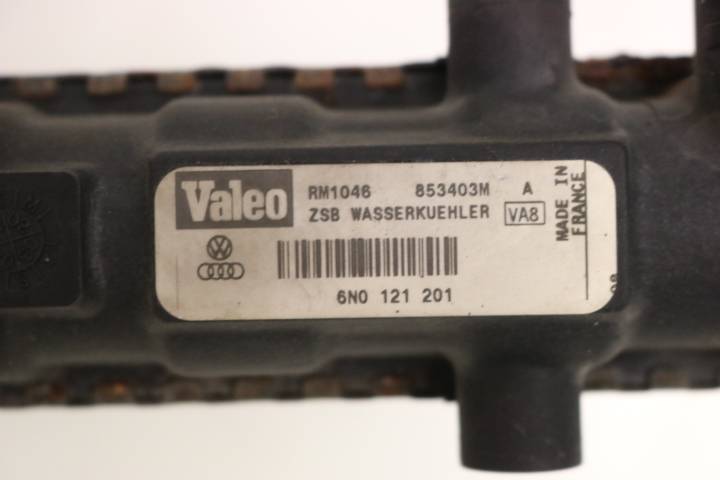 Valeo
RM1046 853403M A
ZSB WASSERKUEHLER VA8
MADE IN
FRANCE
6N0 121 201